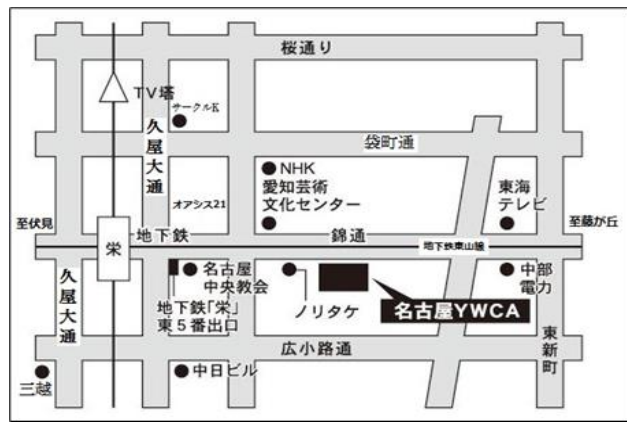 桜通り
TV塔
サークルK
久屋大通
袋町通
NHK
愛知芸術
文化センター
東海
テレビ
オアシス21
至伏見
至藤が丘
栄
地下鉄
錦通
地下鉄東山線
名古屋
中央教会
中部
電力
久屋大通
地下鉄「栄」
東5番出口
ノリタケ
名古屋YWCA
広小路通
東新町
三越
中日ビル